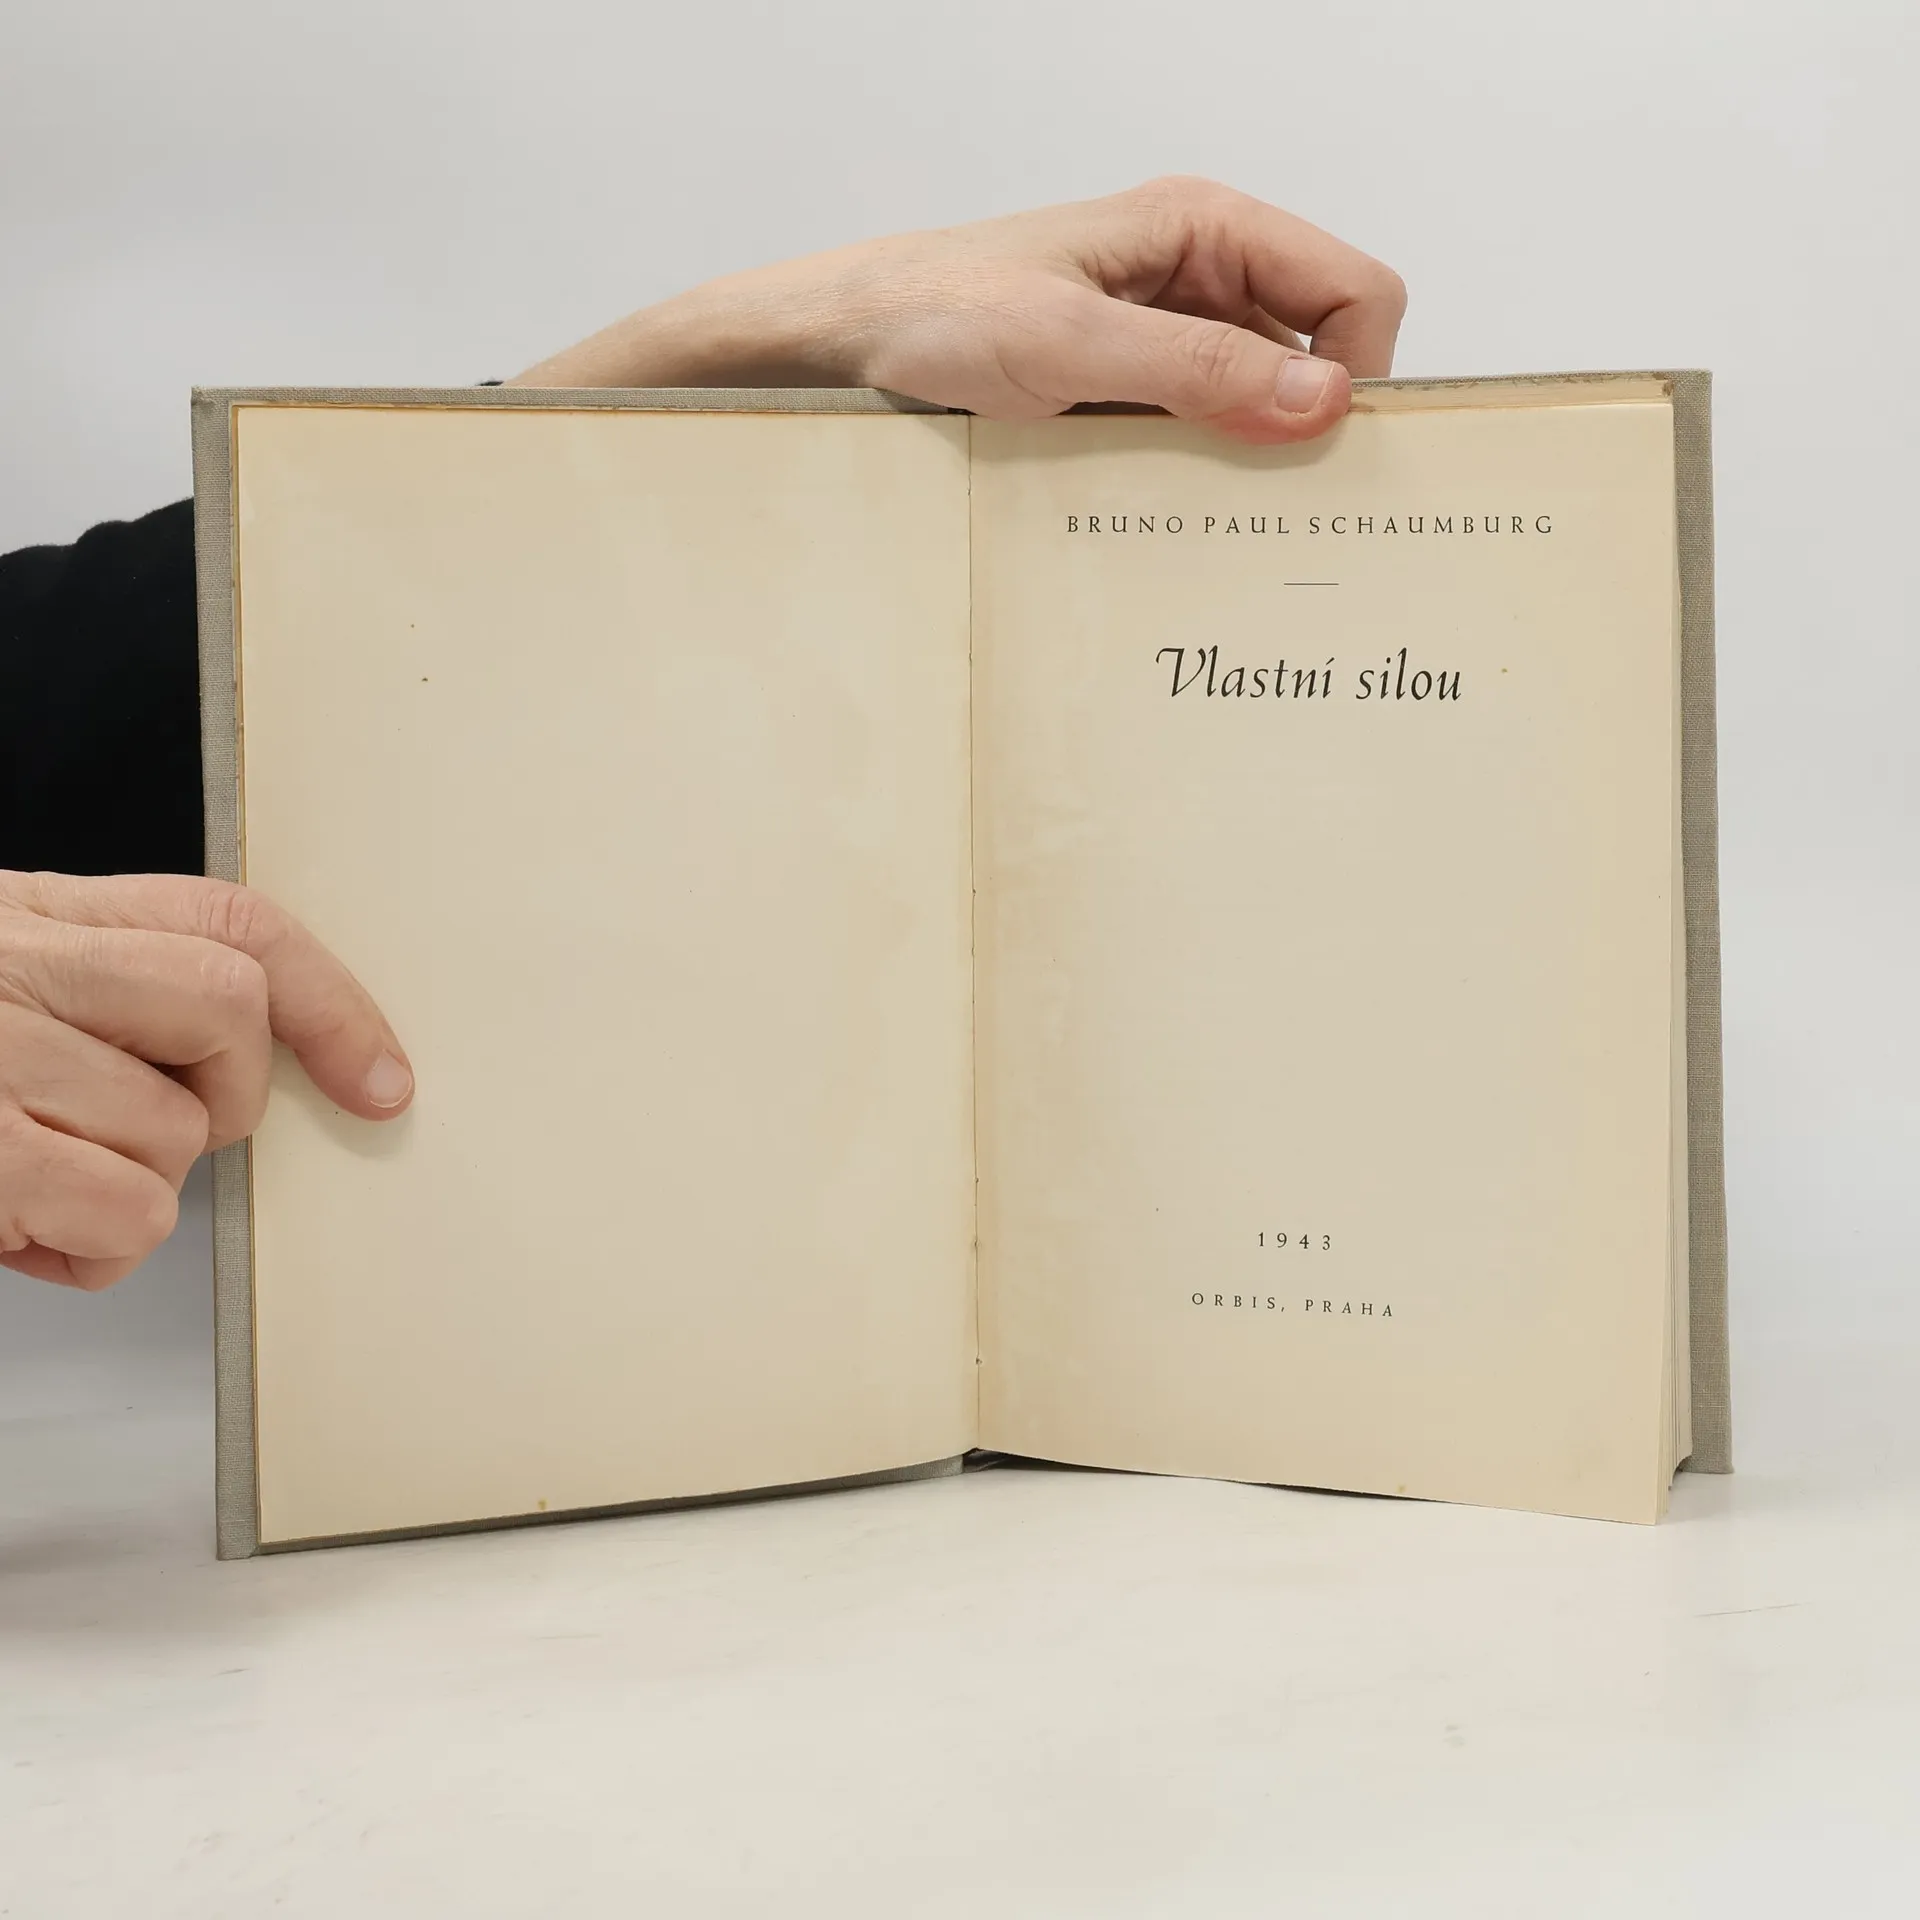 BRUNO PAUL SCHAUMBURG
Vlastní silou
1943
ORBIS, PRAHA